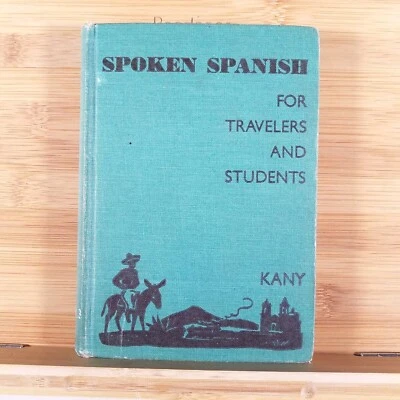 SPOKEN SPANISH
FOR
TRAVELERS
AND
STUDENTS
KANY